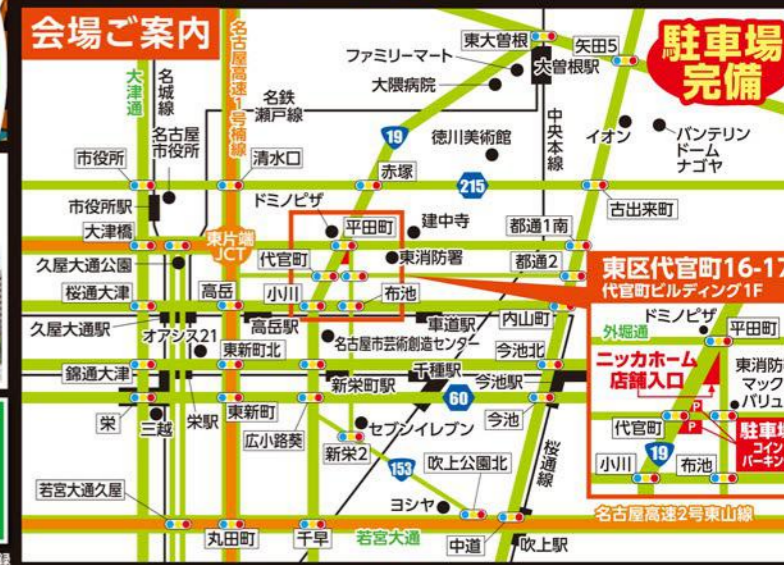 会場ご案内
駐車場
完備
名古屋高速1号楠線
大津通
名城線
名鉄
瀬戸線
ファミリーマート
大隈病院
東大曽根
大曽根駅
矢田5
中央本線
イオン
バンテリン
ドーム
ナゴヤ
19
徳川美術館
名古屋
市役所
市役所
清水口
赤塚
215
古出来町
市役所駅
ドミノピザ
建中寺
平田町
都通1南
大津橋
東片端
JCT
代官町
東消防署
都通2
久屋大通公園
桜通大津
高岳
小川
布池
内山町
久屋大通駅
オアシス21
高岳駅
車道駅
名古屋市芸術創造センター
東新町北
今池北
錦通大津
新栄町駅
千種駅
今池駅
60
栄
三越
栄駅
東新町
広小路葵
セブンイレブン
今池
新栄2
153
吹上公園北
桜通線
若宮大通久屋
ヨシヤ
丸田町
千早
若宮大通
中道
吹上駅
名古屋高速2号東山線
東区代官町16-17
代官町ビルディング1F
ドミノピザ
外堀通
平田町
ニッカホーム
店舗入口
東消防
マック
バリュ
P
P
代官町
駐車場
コイン
パーキン
19
小川
布池